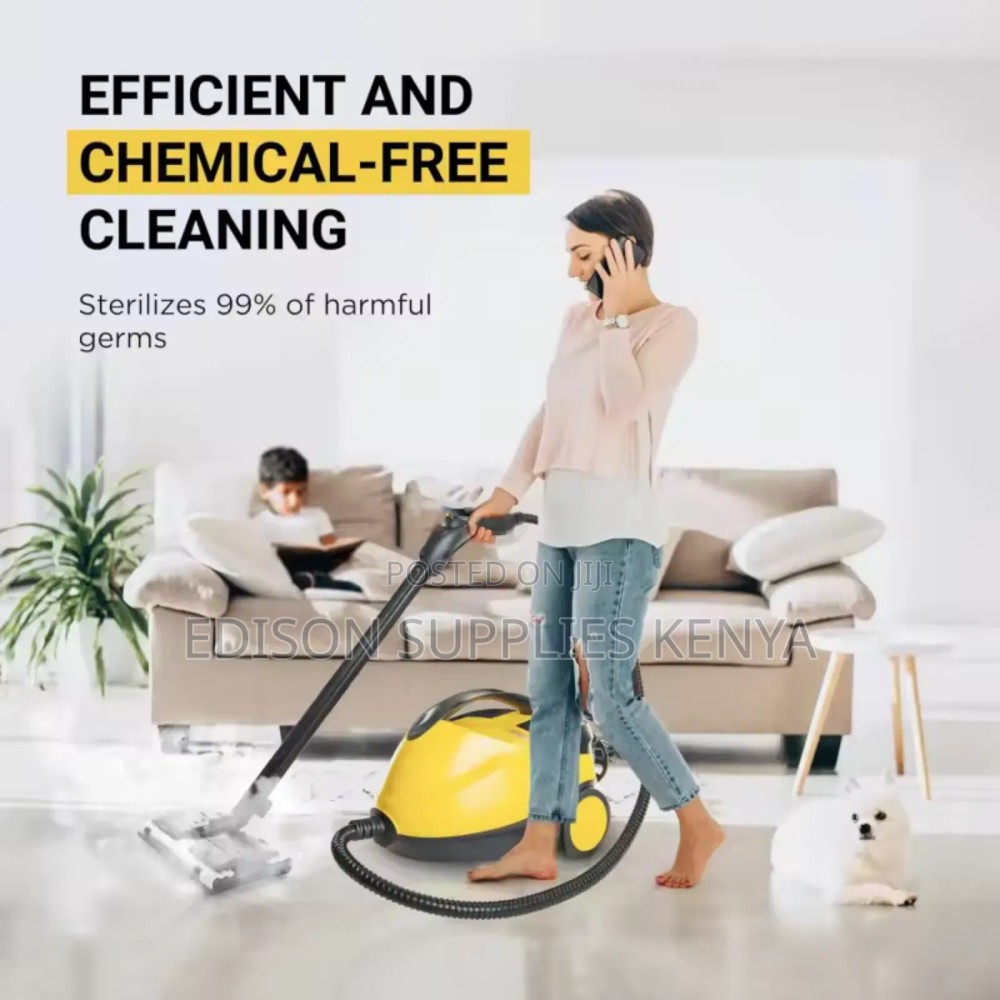 EFFICIENT AND
CHEMICAL-FREE
CLEANING
Sterilizes 99% of harmful
germs
POSTED ON JIJI
EDISON SUPPLIES KENYA